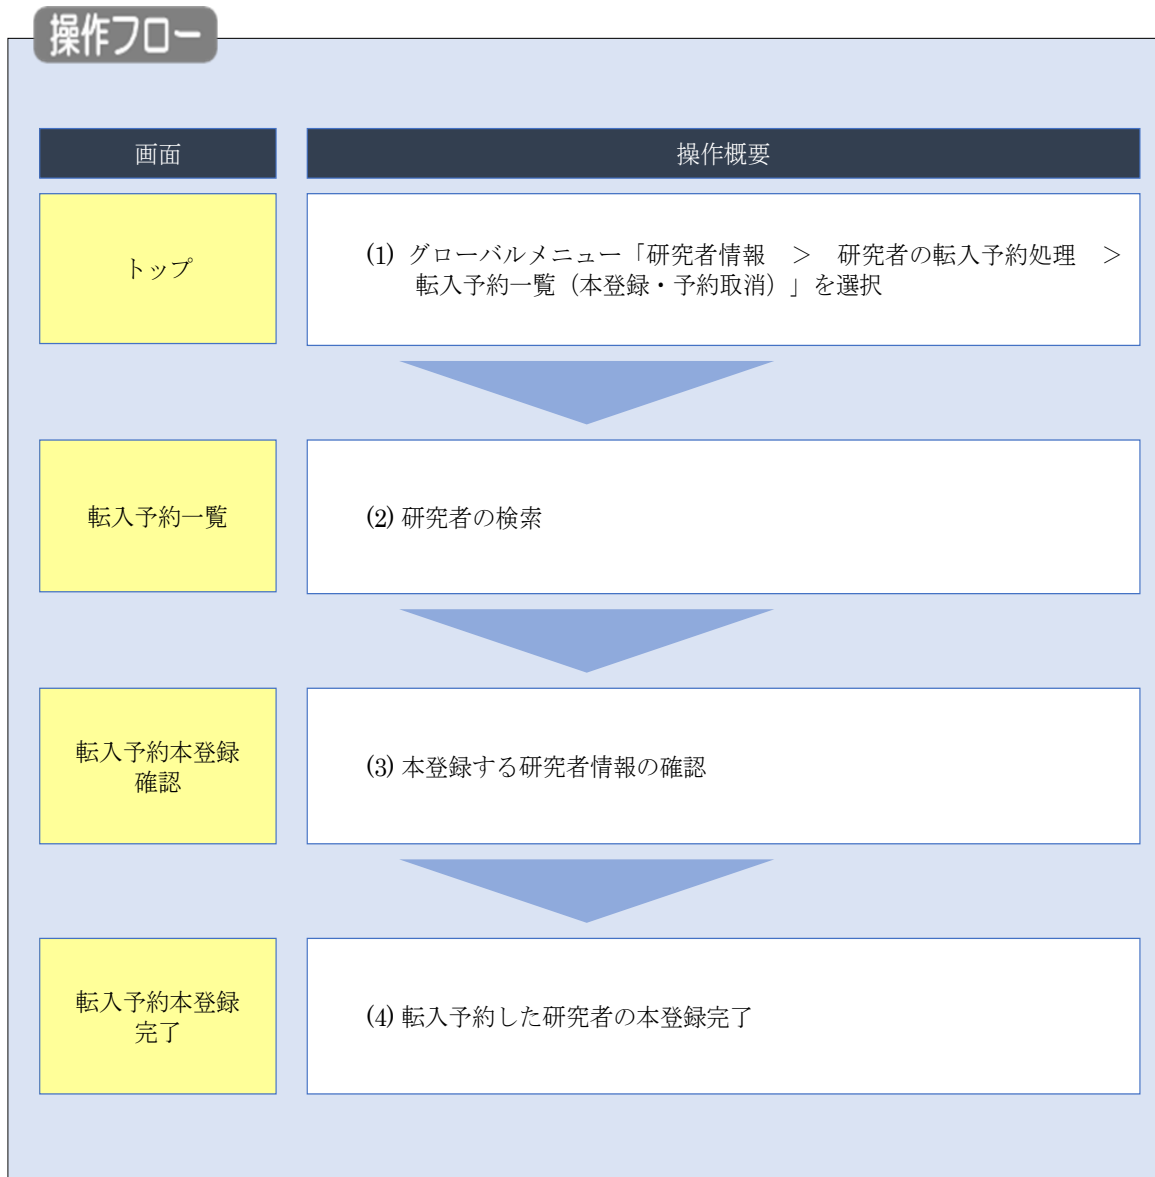 操作フロー
画面
操作概要
トップ
(1) グローバルメニュー「研究者情報　＞　研究者の転入予約処理　＞
転入予約一覧（本登録・予約取消）」を選択
転入予約一覧
(2) 研究者の検索
転入予約本登録
確認
(3) 本登録する研究者情報の確認
転入予約本登録
完了
(4) 転入予約した研究者の本登録完了